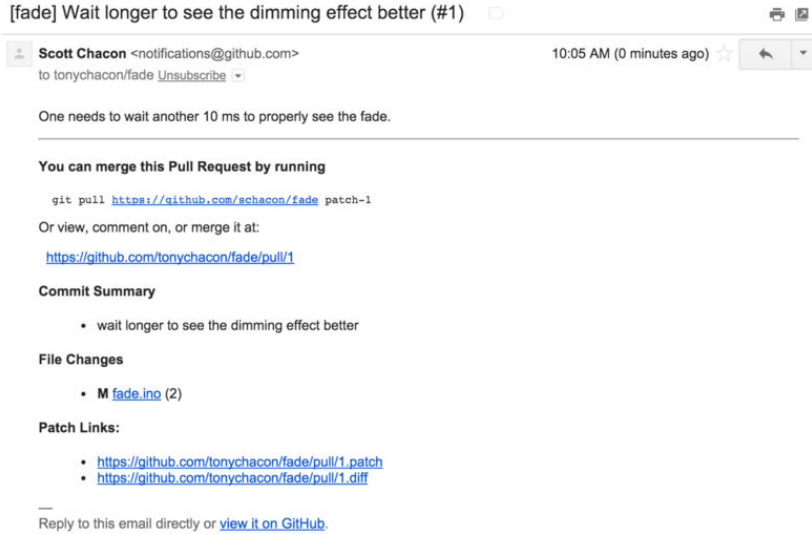 [fade] Wait longer to see the dimming effect better (#1)
Scott Chacon <notifications@github.com>
10:05 AM (0 minutes ago)
to tonychacon/fade Unsubscribe
One needs to wait another 10 ms to properly see the fade.
You can merge this Pull Request by running
git pull https://github.com/schacon/fade patch-1
Or view, comment on, or merge it at:
https://github.com/tonychacon/fade/pull/1
Commit Summary
• wait longer to see the dimming effect better
File Changes
• M fade.ino (2)
Patch Links:
• https://github.com/tonychacon/fade/pull/1.patch
• https://github.com/tonychacon/fade/pull/1.diff
—
Reply to this email directly or view it on GitHub.